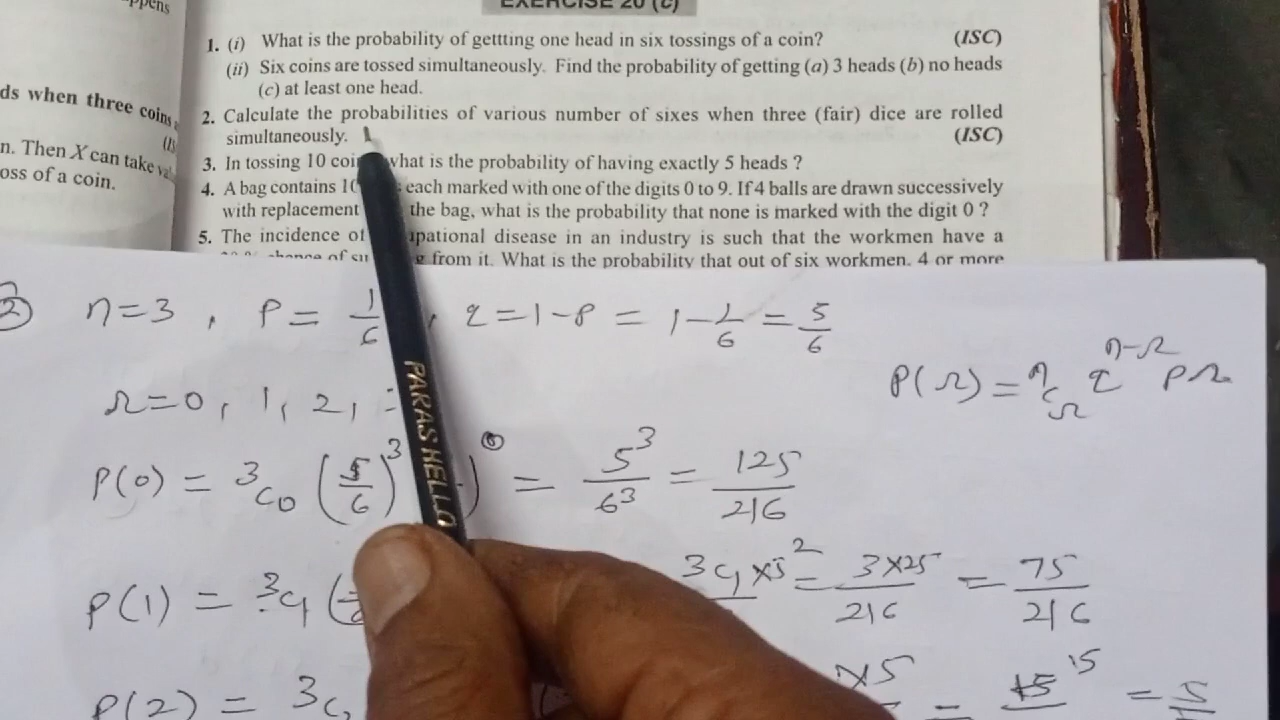 ppens
EXERCISE 20 (c)
1. (i) What is the probability of gettting one head in six tossings of a coin? (ISC)
(ii) Six coins are tossed simultaneously. Find the probability of getting (a) 3 heads (b) no heads
(c) at least one head.
2. Calculate the probabilities of various number of sixes when three (fair) dice are rolled
simultaneously. (ISC)
3. In tossing 10 what is the probability of having exactly 5 heads ?
4. A bag contains each marked with one of the digits 0 to 9. If 4 balls are drawn successively
with replacement the bag, what is the probability that none is marked with the digit 0 ?
5. The incidence of disease in an industry is such that the workmen have a
from it. What is the probability that out of six workmen, 4 or more
ds when three coins
n. Then X can take
oss of a coin.
2 n=3 , P = 1/6 , q = 1-P = 1-1/6 = 5/6
P(r) = nCr q^n-r Pr
r=0, 1, 2,
P(0) = 3C0 (5/6)^3 )^0 = 5^3/6^3 = 125/216
P(1) = 3C1 ( 3C1×5^2 = 3×25/216 = 75/216
P(2) = 3C ×5 = 15 = 5
PARAS HELLO